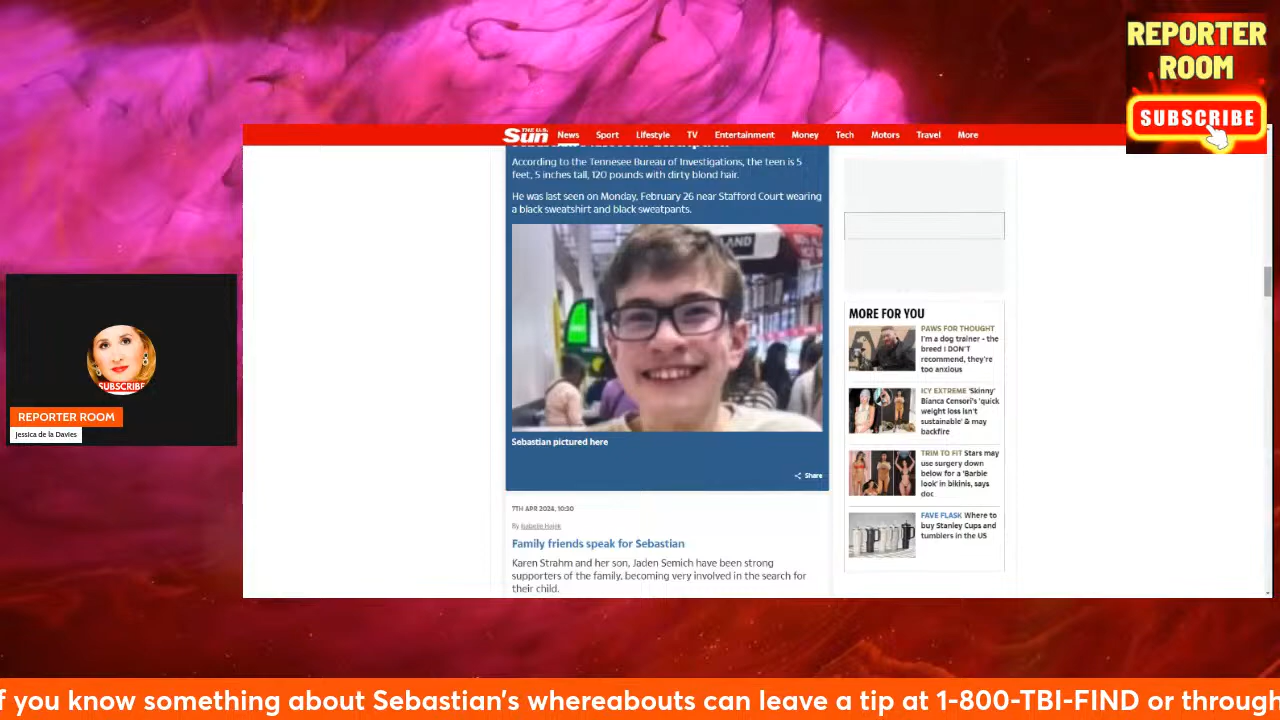 REPORTER
ROOM
SUBSCRIBE
THE U.S.
Sun
News Sport Lifestyle TV Entertainment Money Tech Motors Travel More
According to the Tennesee Bureau of Investigations, the teen is 5
feet, 5 inches tall, 120 pounds with dirty blond hair.
He was last seen on Monday, February 26 near Stafford Court wearing
a black sweatshirt and black sweatpants.
LAND
Sebastian pictured here
Share
7TH APR 2024, 10:30
By Isabelle Hajek
Family friends speak for Sebastian
Karen Strahm and her son, Jaden Semich have been strong
supporters of the family, becoming very involved in the search for
their child.
MORE FOR YOU
PAWS FOR THOUGHT
I'm a dog trainer - the
breed I DON'T
recommend, they're
too anxious
ICY EXTREME 'Skinny'
Bianca Censori's 'quick
weight loss isn't
sustainable' & may
backfire
TRIM TO FIT Stars may
use surgery down
below for a 'Barbie
look' in bikinis, says
doc
FAVE FLASK Where to
buy Stanley Cups and
tumblers in the US
SUBSCRIBE
REPORTER ROOM
Jessica de la Davies
f you know something about Sebastian's whereabouts can leave a tip at 1-800-TBI-FIND or through